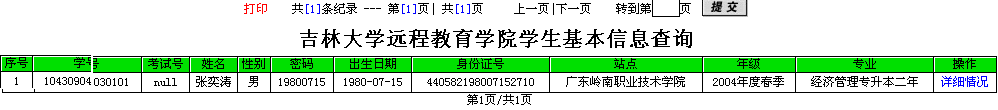 打印 共[1]条纪录 --- 第[1]页| 共[1]页 上一页|下一页 转到第 页 提 交
吉林大学远程教育学院学生基本信息查询
序号 学号 考试号 姓名 性别 密码 出生日期 身份证号 站点 年级 专业 操作
1 10430904030101 null 张奕涛 男 19800715 1980-07-15 440582198007152710 广东岭南职业技术学院 2004年度春季 经济管理专升本二年 详细情况
第1页/共1页